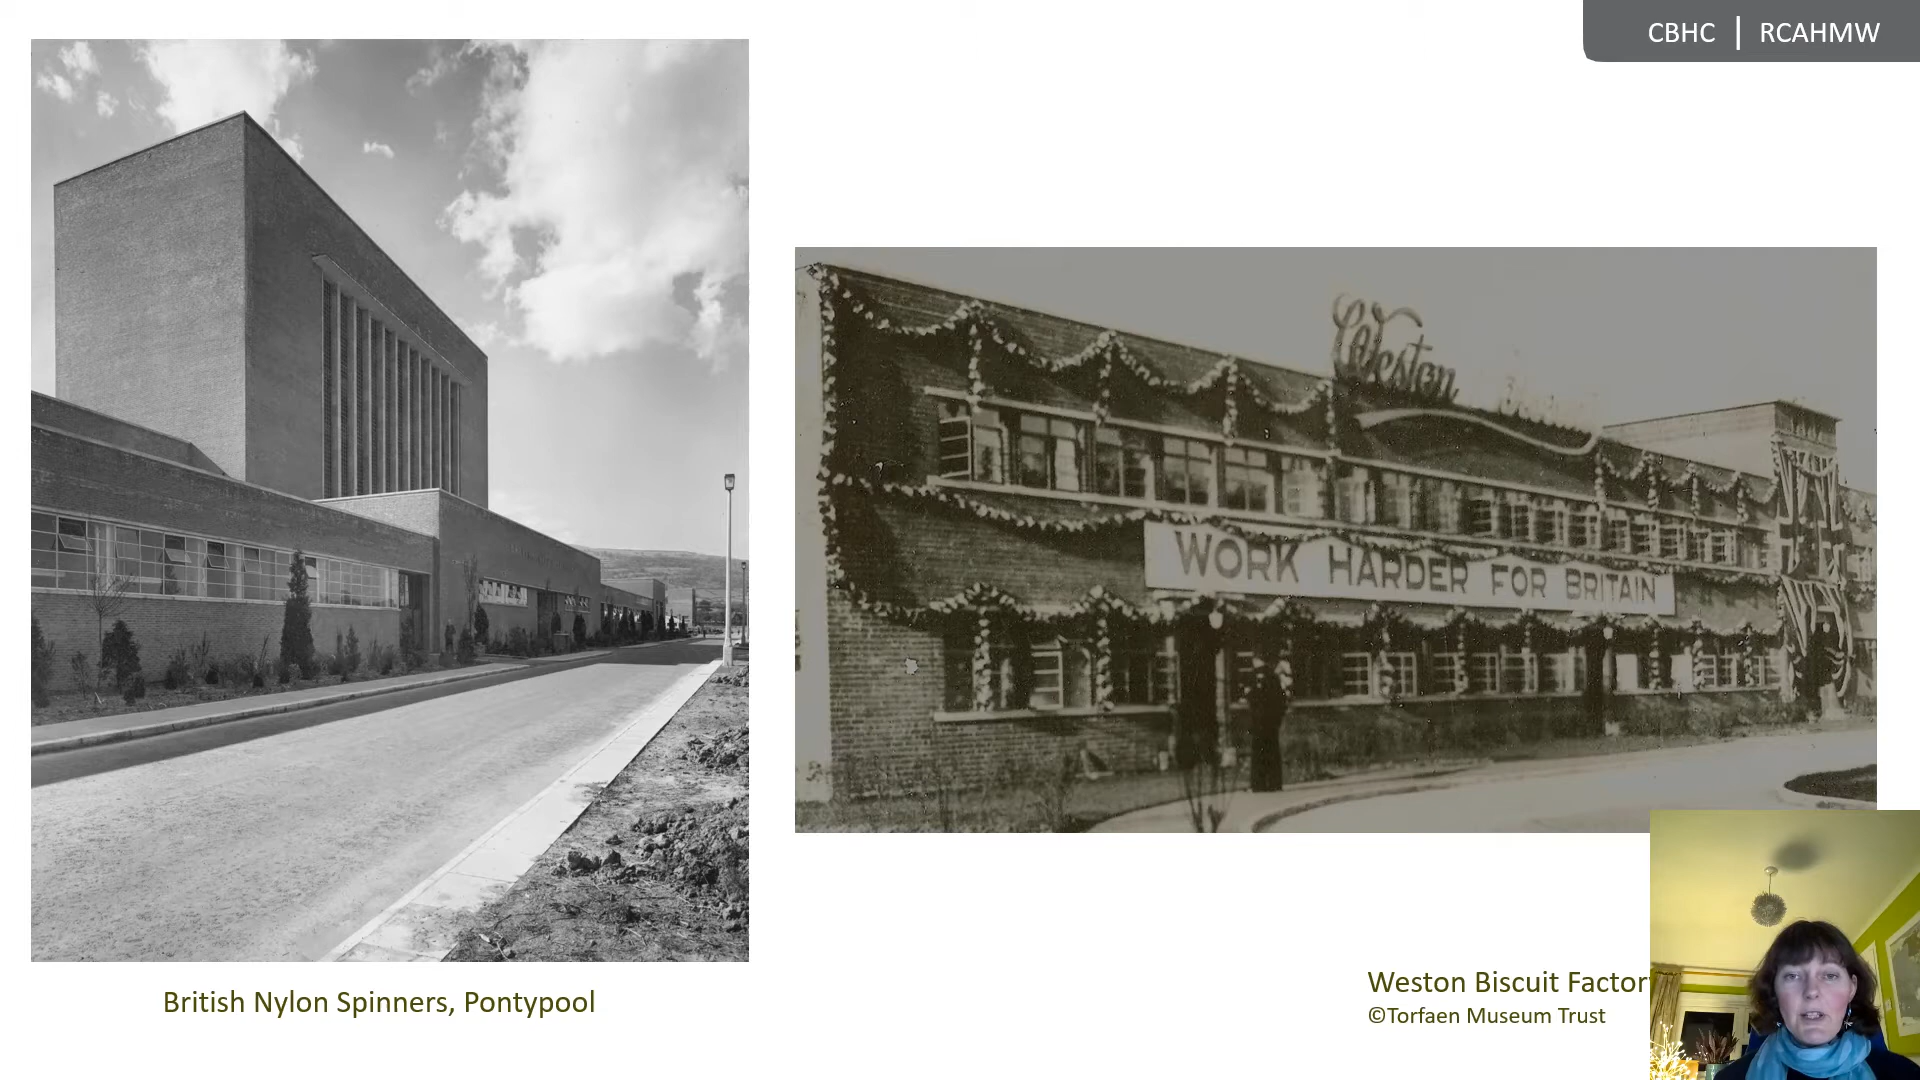 CBHC | RCAHMW
Weston
WORK HARDER FOR BRITAIN
British Nylon Spinners, Pontypool
Weston Biscuit Factor
©Torfaen Museum Trust